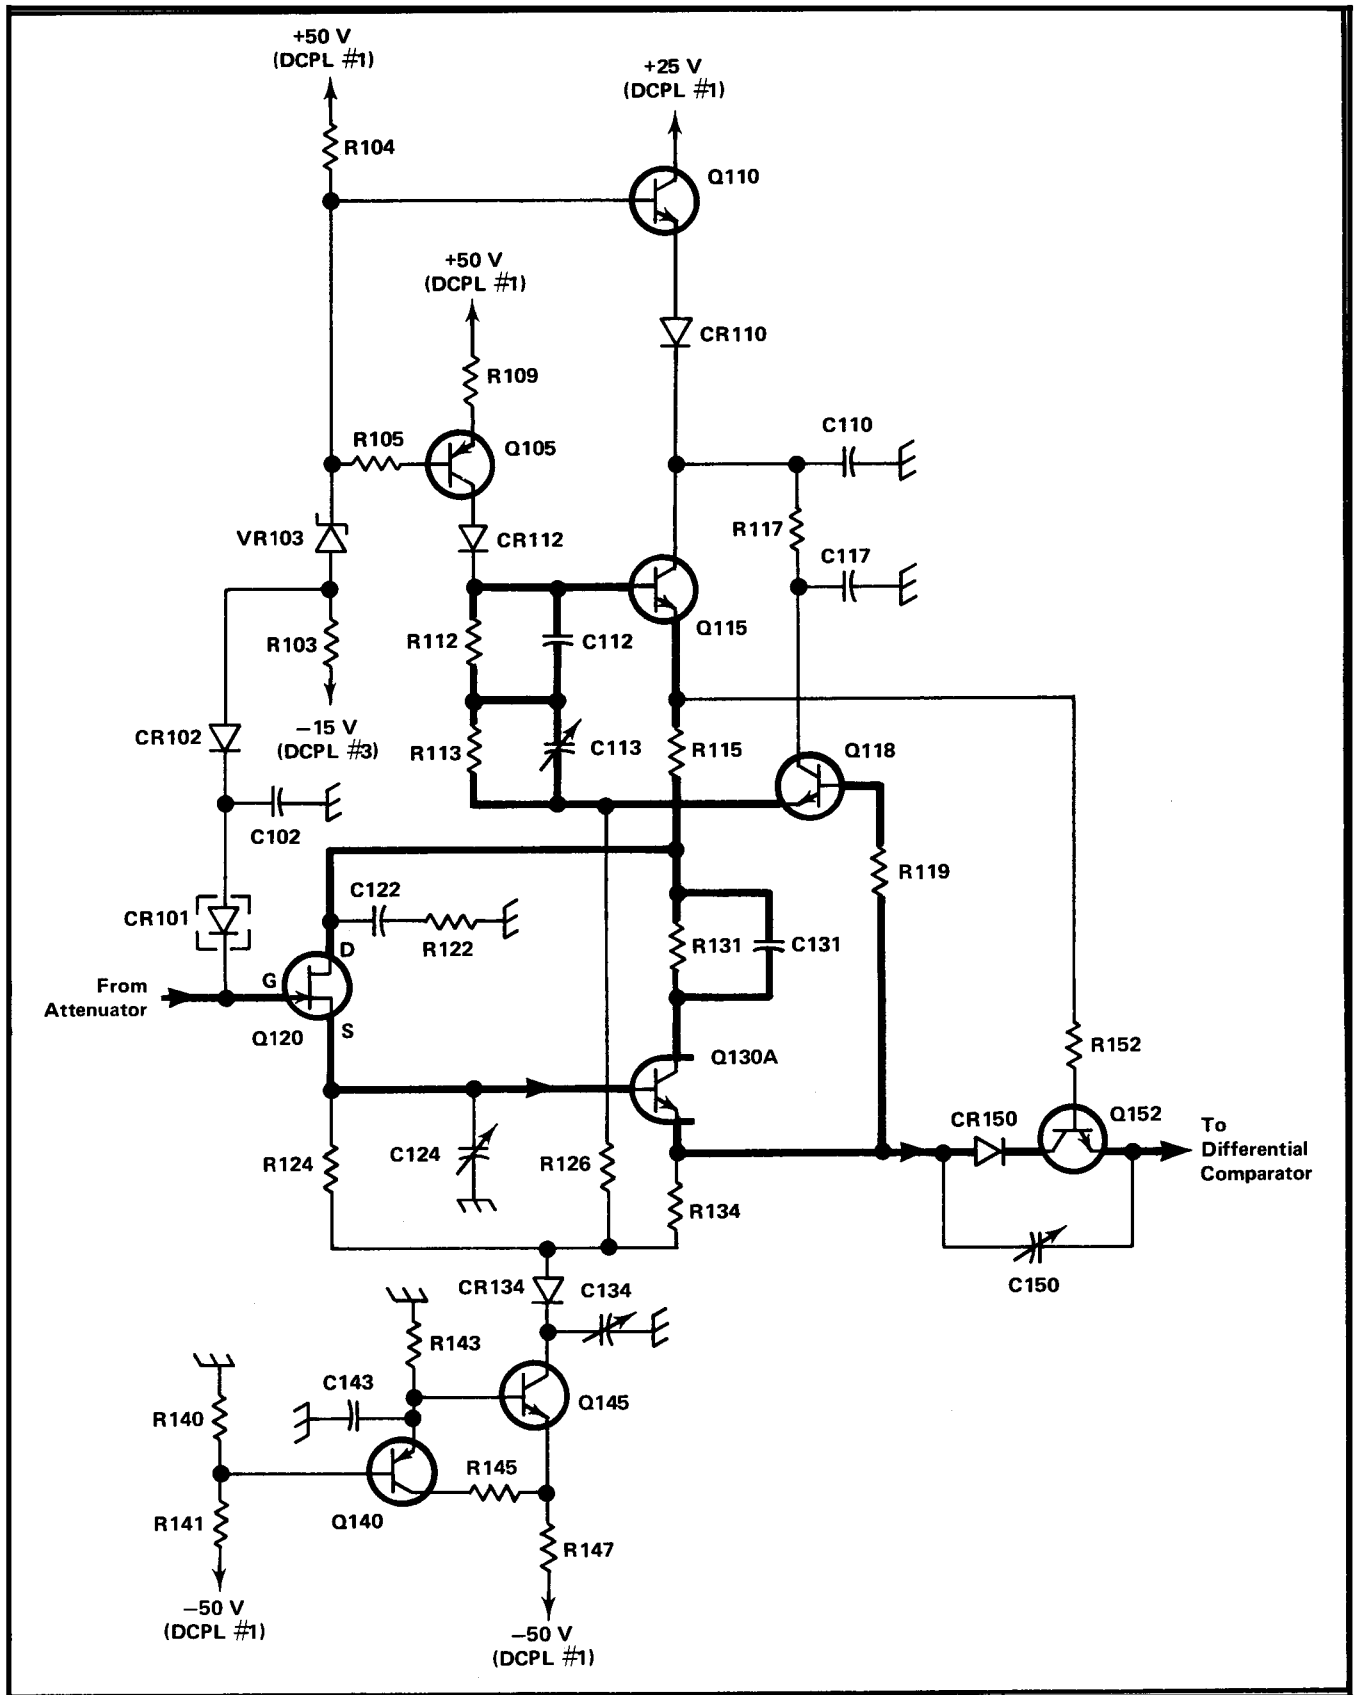 +50 V
(DCPL #1)
+25 V
(DCPL #1)
R104
Q110
+50 V
(DCPL #1)
CR110
R109
R105
Q105
C110
VR103
CR112
R117
C117
R103
R112
C112
Q115
−15 V
(DCPL #3)
CR102
R113
C113
R115
Q118
C102
R119
CR101
C122
R122
R131
C131
D
G
S
From
Attenuator
Q120
Q130A
R152
CR150
Q152
To
Differential
Comparator
R124
C124
R126
R134
C150
CR134
C134
R143
C143
Q145
R140
R145
R141
Q140
R147
−50 V
(DCPL #1)
−50 V
(DCPL #1)